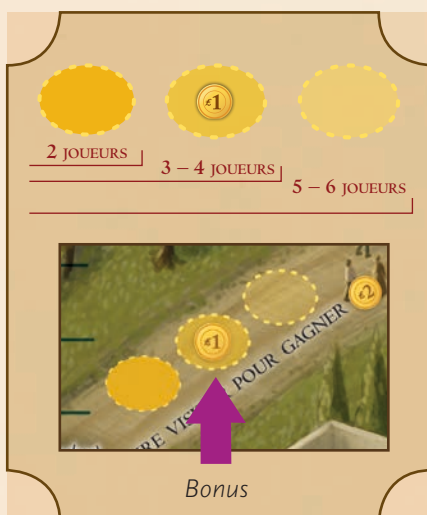 £1
2 JOUEURS
3 – 4 JOUEURS
5 – 6 JOUEURS
£2
£1
POUR GAGNER
Bonus